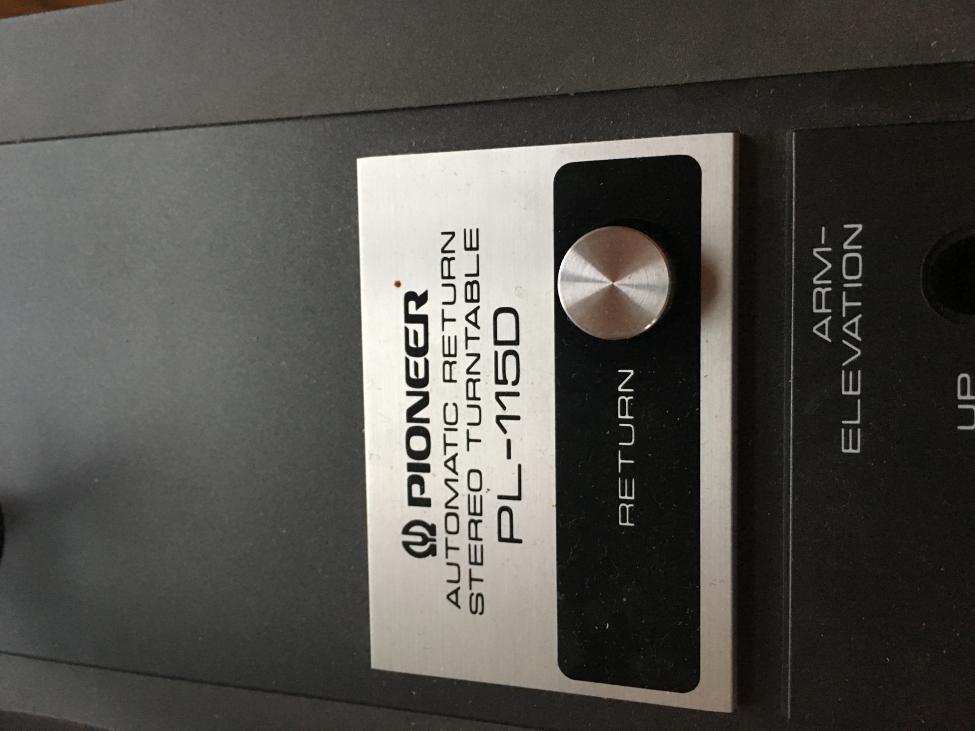 PIONEER
AUTOMATIC RETURN
STEREO TURNTABLE
PL-115D
RETURN
ARM-
ELEVATION
UP